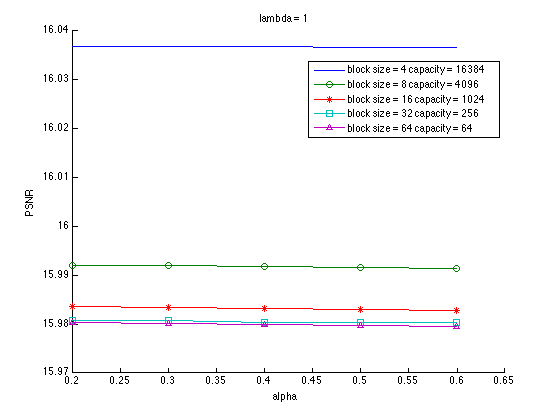 lambda = 1
16.04
16.03
16.02
16.01
16
15.99
15.98
15.97
PSNR
block size = 4 capacity = 16384
block size = 8 capacity = 4096
block size = 16 capacity = 1024
block size = 32 capacity = 256
block size = 64 capacity = 64
0.2 0.25 0.3 0.35 0.4 0.45 0.5 0.55 0.6 0.65
alpha